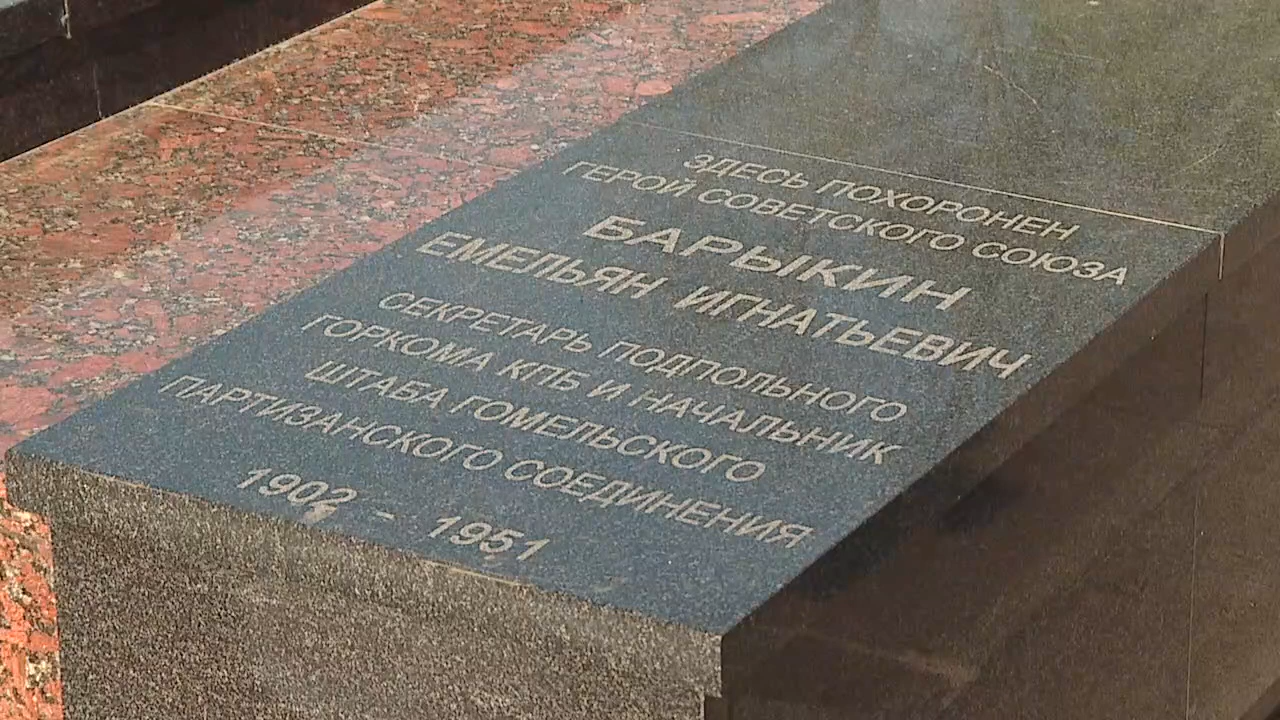 ЗДЕСЬ ПОХОРОНЕН
ГЕРОЙ СОВЕТСКОГО СОЮЗА
БАРЫКИН
ЕМЕЛЬЯН ИГНАТЬЕВИЧ
СЕКРЕТАРЬ ПОДПОЛЬНОГО
ГОРКОМА КПБ И НАЧАЛЬНИК
ШТАБА ГОМЕЛЬСКОГО
ПАРТИЗАНСКОГО СОЕДИНЕНИЯ
1902 - 1951